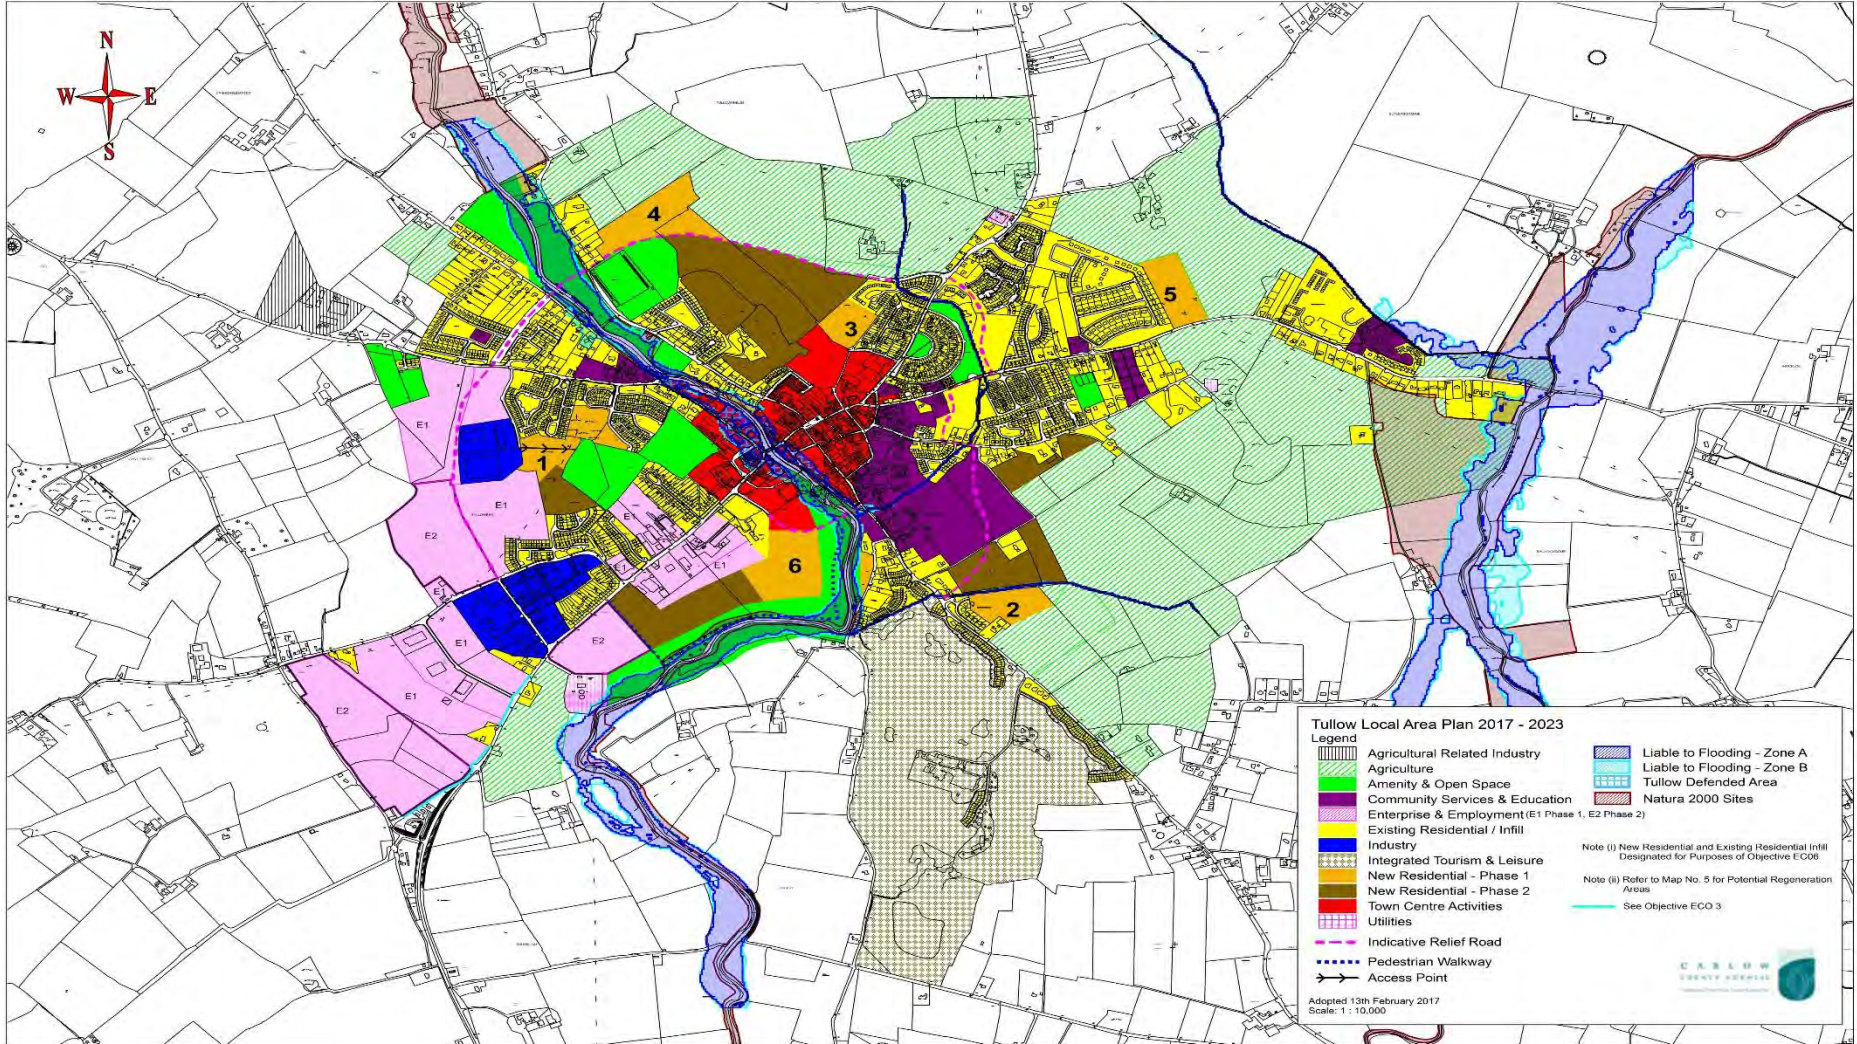 N
W E
S
4
5
3
E1
1
E1
E2
E1
E1
E1
6
E1
2
E1
E2
E1
E2
Tullow Local Area Plan 2017 - 2023
Legend
Agricultural Related Industry
Agriculture
Amenity & Open Space
Community Services & Education
Enterprise & Employment (E1 Phase 1, E2 Phase 2)
Existing Residential / Infill
Industry
Integrated Tourism & Leisure
New Residential - Phase 1
New Residential - Phase 2
Town Centre Activities
Utilities
Indicative Relief Road
Pedestrian Walkway
Access Point
Adopted 13th February 2017
Scale: 1 : 10,000
Liable to Flooding - Zone A
Liable to Flooding - Zone B
Tullow Defended Area
Natura 2000 Sites
Note (i) New Residential and Existing Residential Infill
Designated for Purposes of Objective EC06
Note (ii) Refer to Map No. 5 for Potential Regeneration
Areas
See Objective ECO 3
CARLOW
COUNTY COUNCIL